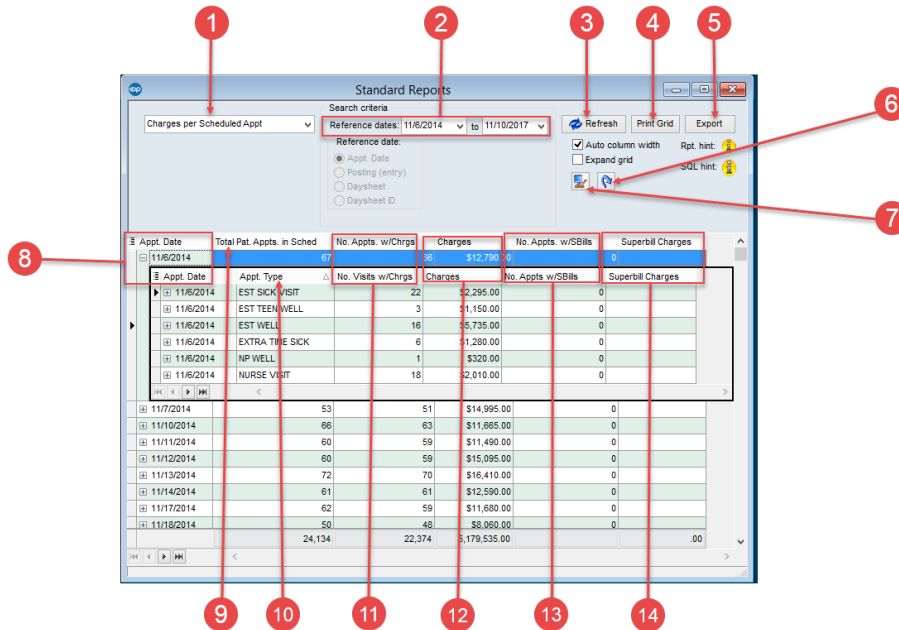 1 2 3 4 5
op Standard Reports
Charges per Scheduled Appt
Search criteria
Reference dates: 11/6/2014 to 11/10/2017
Refresh Print Grid Export
6
Reference date:
Appt. Date
Posting (entry)
Daysheet
Daysheet ID
Auto column width Rpt. hint:
Expand grid SQL hint:
7
8
Appt. Date Total Pat. Appts. in Sched No. Appts. w/Chrgs Charges No. Appts. w/SBills Superbill Charges
11/6/2014 67 66 $12,790.00 0
Appt. Date Appt. Type No. Visits w/Chrgs Charges No. Appts w/SBills Superbill Charges
11/6/2014 EST SICK VISIT 22 $2,295.00 0
11/6/2014 EST TEEN WELL 3 $1,150.00 0
11/6/2014 EST WELL 16 $5,735.00 0
11/6/2014 EXTRA TIME SICK 6 $1,280.00 0
11/6/2014 NP WELL 1 $320.00 0
11/6/2014 NURSE VISIT 18 $2,010.00 0
11/7/2014 53 51 $14,995.00 0
11/10/2014 66 63 $11,665.00 0
11/11/2014 60 59 $11,490.00 0
11/12/2014 60 59 $15,095.00 0
11/13/2014 72 70 $16,410.00 0
11/14/2014 61 61 $12,590.00 0
11/17/2014 62 59 $11,680.00 0
11/18/2014 50 48 $8,060.00 0
24,134 22,374 5,179,535.00 .00
9 10 11 12 13 14